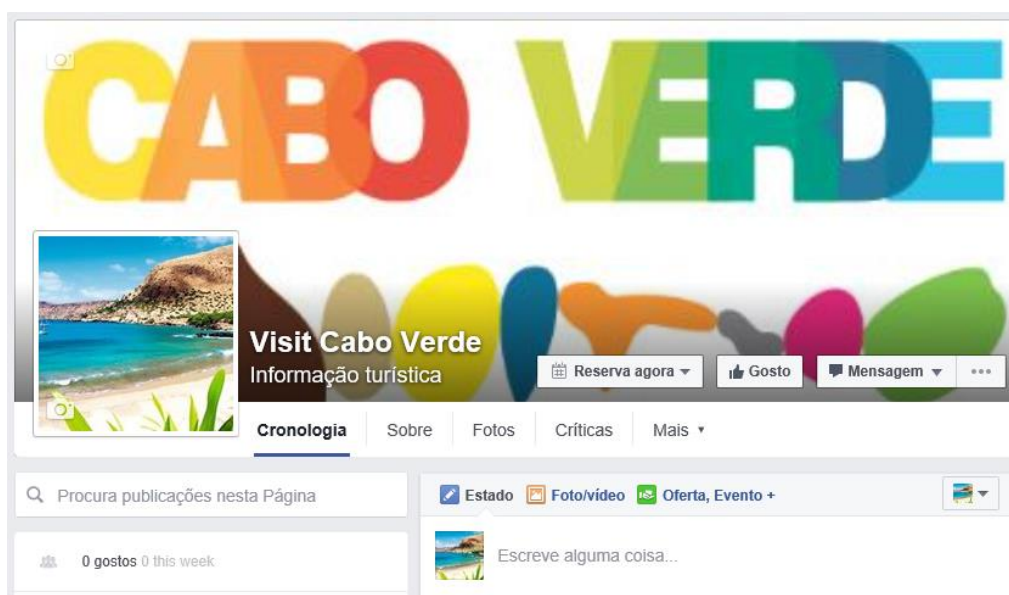 CABO VERDE
Visit Cabo Verde
Informação turística
Reserva agora
Gosto
Mensagem
Cronologia
Sobre
Fotos
Críticas
Mais
Procura publicações nesta Página
Estado
Foto/vídeo
Oferta, Evento +
0 gostos 0 this week
Escreve alguma coisa...